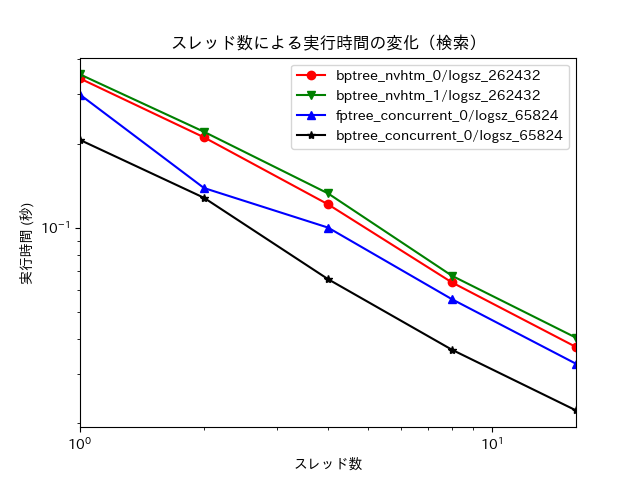 スレッド数による実行時間の変化（検索）
bptree_nvhtm_0/logsz_262432
bptree_nvhtm_1/logsz_262432
fptree_concurrent_0/logsz_65824
bptree_concurrent_0/logsz_65824
実行時間 (秒)
10⁻¹
10⁰
10¹
スレッド数